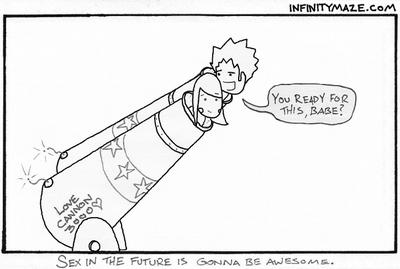 INFINITYMAZE.COM
YOU READY FOR
THIS, BABE?
LOVE
CANNON
3000
SEX IN THE FUTURE IS GONNA BE AWESOME.